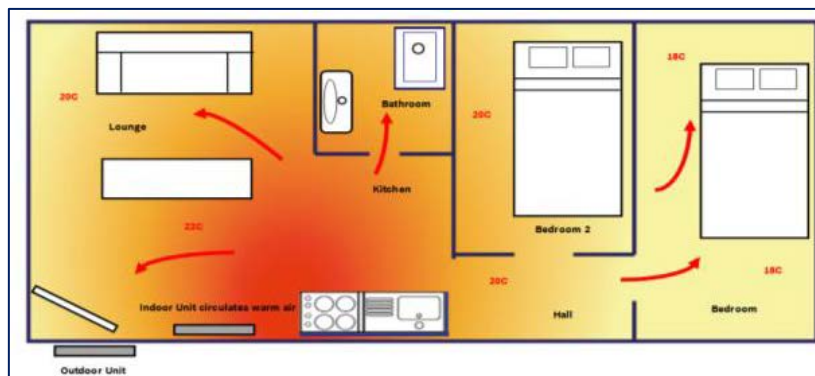 20C
Lounge
22C
Indoor Unit circulates warm air
Outdoor Unit
Bathroom
Kitchen
20C
Bedroom 2
20C
Hall
18C
18C
Bedroom